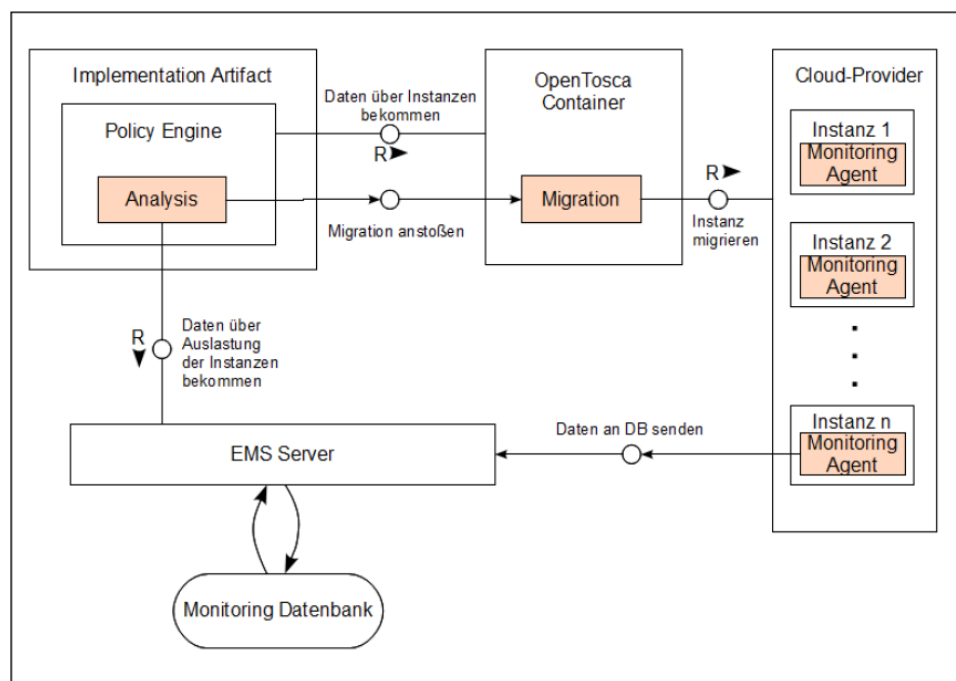 Implementation Artifact
Policy Engine
Analysis
Daten über Instanzen
bekommen
R
Migration anstoßen
OpenTosca
Container
Migration
R
Instanz
migrieren
Cloud-Provider
Instanz 1
Monitoring
Agent
Instanz 2
Monitoring
Agent
Instanz n
Monitoring
Agent
R
Daten über
Auslastung
der Instanzen
bekommen
Daten an DB senden
EMS Server
Monitoring Datenbank